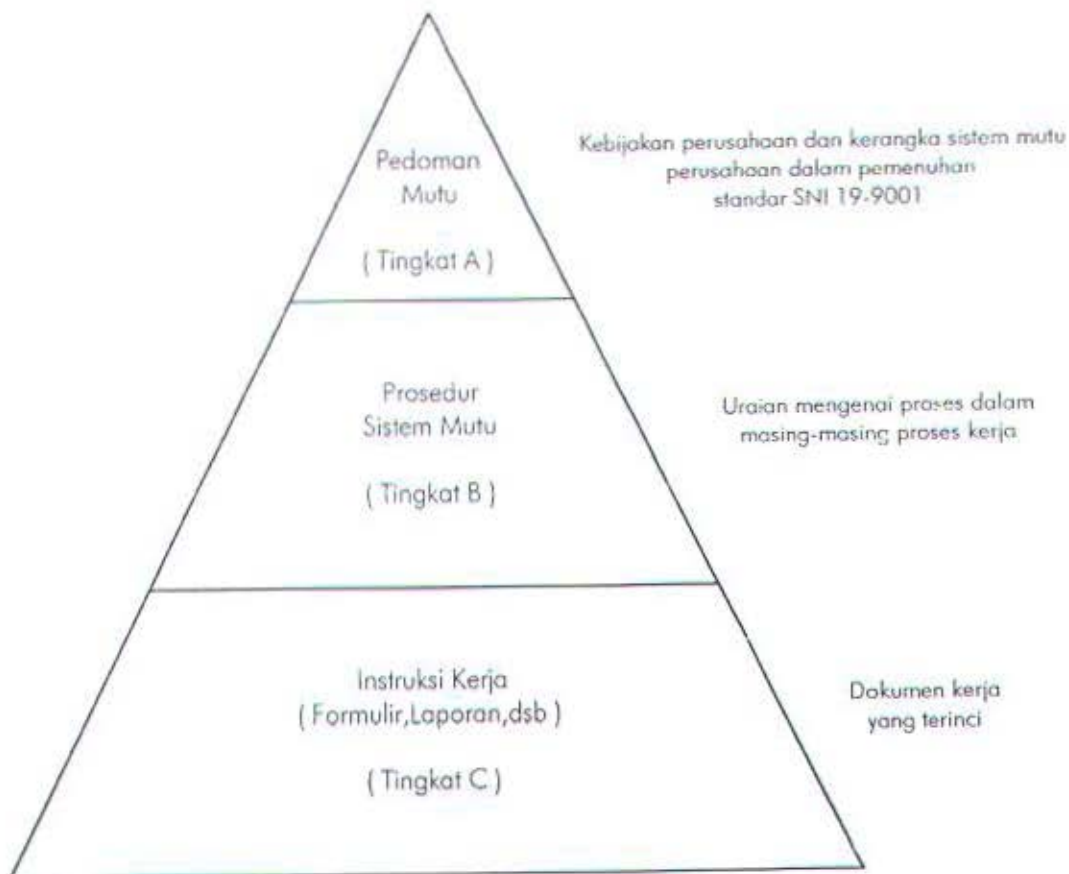 Pedoman
Mutu
( Tingkat A )
Kebijakan perusahaan dan kerangka sistem mutu
perusahaan dalam pemenuhan
standar SNI 19-9001
Prosedur
Sistem Mutu
( Tingkat B )
Uraian mengenai proses dalam
masing-masing proses kerja
Instruksi Kerja
( Formulir,Laporan,dsb )
( Tingkat C )
Dokumen kerja
yang terinci